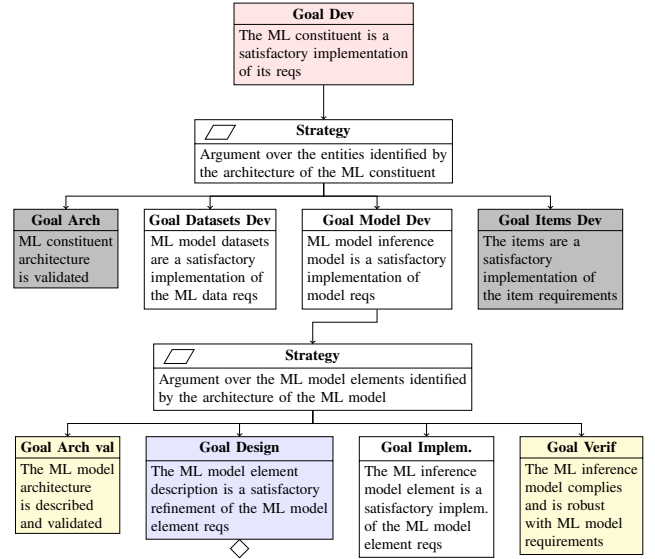 Goal Dev
The ML constituent is a
satisfactory implementation
of its reqs
Strategy
Argument over the entities identified by
the architecture of the ML constituent
Goal Arch
ML constituent
architecture
is validated
Goal Datasets Dev
ML model datasets
are a satisfactory
implementation of
the ML data reqs
Goal Model Dev
ML model inference
model is a satisfactory
implementation of
model reqs
Goal Items Dev
The items are a
satisfactory
implementation of
the item requirements
Strategy
Argument over the ML model elements identified
by the architecture of the ML model
Goal Arch val
The ML model
architecture
is described
and validated
Goal Design
The ML model element
description is a satisfactory
refinement of the ML model
element reqs
Goal Implem.
The ML inference
model element is a
satisfactory implem.
of the ML model
element reqs
Goal Verif
The ML inference
model complies
and is robust
with ML model
requirements